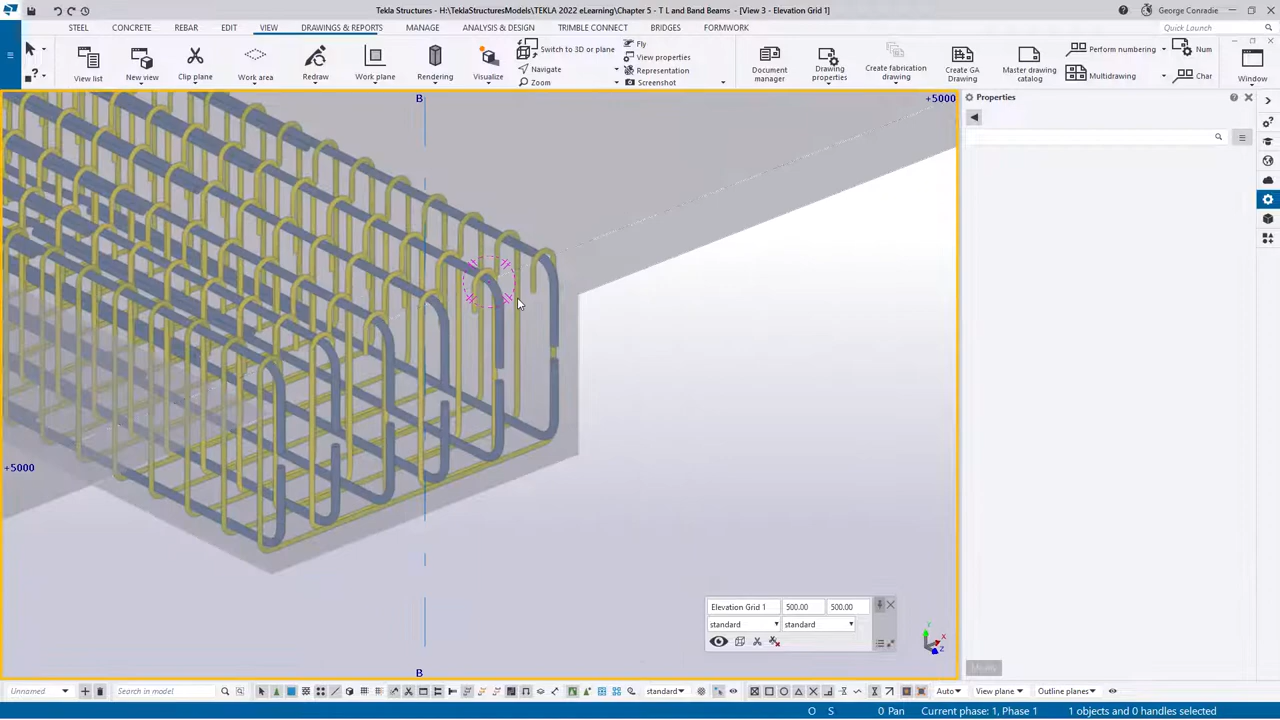 Tekla Structures - H:\TeklaStructuresModels\TEKLA 2022 eLearning\Chapter 5 - T L and Band Beams - [View 3 - Elevation Grid 1]
George Conradie
STEEL CONCRETE REBAR EDIT VIEW DRAWINGS & REPORTS MANAGE ANALYSIS & DESIGN TRIMBLE CONNECT BRIDGES FORMWORK Quick Launch
View list
New view
Clip plane
Work area
Redraw
Work plane
Rendering
Visualize
Switch to 3D or plane
Navigate
Zoom
Fly
View properties
Representation
Screenshot
Document manager
Drawing properties
Create fabrication drawing
Create GA Drawing
Master drawing catalog
Perform numbering
Multidrawing
Num
Char
Window
B
+5000
Properties
+5000
B
Elevation Grid 1 500.00 500.00
standard standard
Modify
Unnamed Search in model standard Auto View plane Outline planes
O S 0 Pan Current phase: 1, Phase 1 1 objects and 0 handles selected